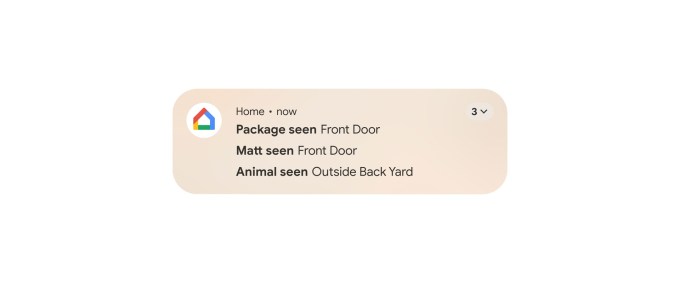 Home • now 3
Package seen Front Door
Matt seen Front Door
Animal seen Outside Back Yard